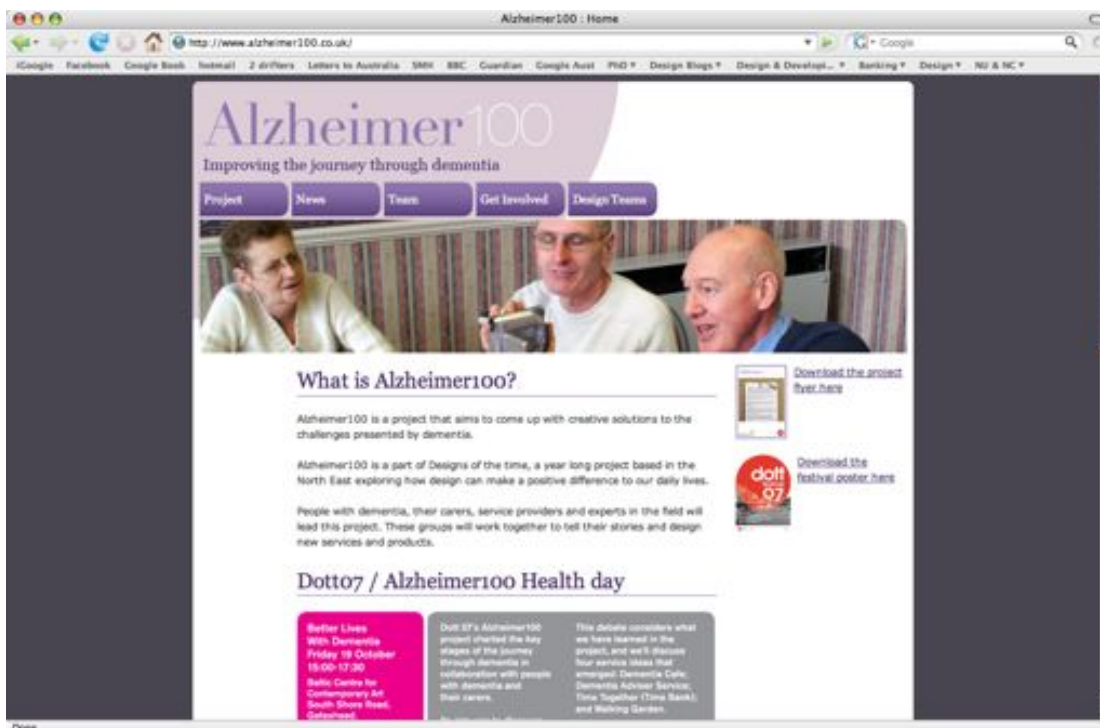 Alzheimer100 : Home
http://www.alzheimer100.co.uk/
Google
iGoogle Facebook Google Book hotmail 2 drifters Letters to Australia SMH BBC Guardian Google Aust PhD Design Blogs Design & Developi... Banking Design NU & NC
Alzheimer100
Improving the journey through dementia
Project News Team Get Involved Design Teams
What is Alzheimer100?
Alzheimer100 is a project that aims to come up with creative solutions to the
challenges presented by dementia.
Alzheimer100 is a part of Designs of the time, a year long project based in the
North East exploring how design can make a positive difference to our daily lives.
People with dementia, their carers, service providers and experts in the field will
lead this project. These groups will work together to tell their stories and design
new services and products.
Download the project
flyer here
dott
07
Download the
festival poster here
Dott07 / Alzheimer100 Health day
Better Lives
With Dementia
Friday 19 October
15:00-17:30
Baltic Centre for
Contemporary Art
South Shore Road,
Gateshead.
Dott 07's Alzheimer100
project charted the key
stages of the journey
through dementia in
collaboration with people
with dementia and
their carers.
This debate considers what
we have learned in the
project, and we'll discuss
four service ideas that
emerged: Dementia Cafe;
Dementia Adviser Service;
Time Together (Time Bank);
and Walking Garden.
Done